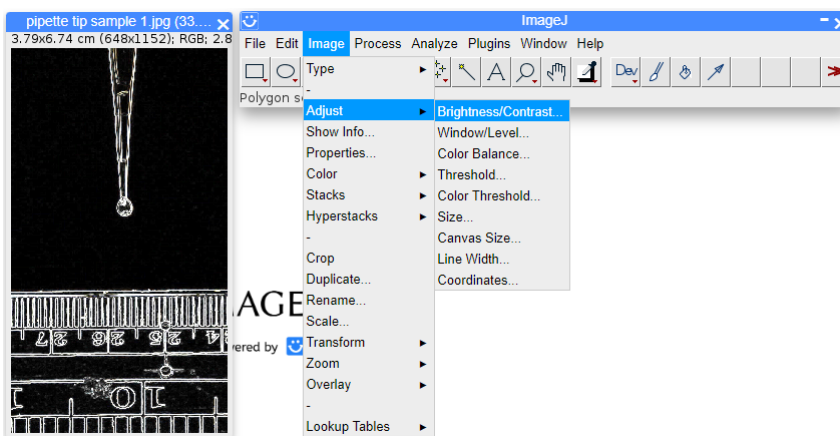 pipette tip sample 1.jpg (33....
3.79x6.74 cm (648x1152); RGB; 2.8
ImageJ
File Edit Image Process Analyze Plugins Window Help
Dev
Polygon s
Type
-
Adjust
Show Info...
Properties...
Color
Stacks
Hyperstacks
-
Crop
Duplicate...
Rename...
Scale...
Transform
Zoom
Overlay
-
Lookup Tables
Brightness/Contrast...
Window/Level...
Color Balance...
Threshold...
Color Threshold...
Size...
Canvas Size...
Line Width...
Coordinates...
AGE
ered by
27 26 25 24
10